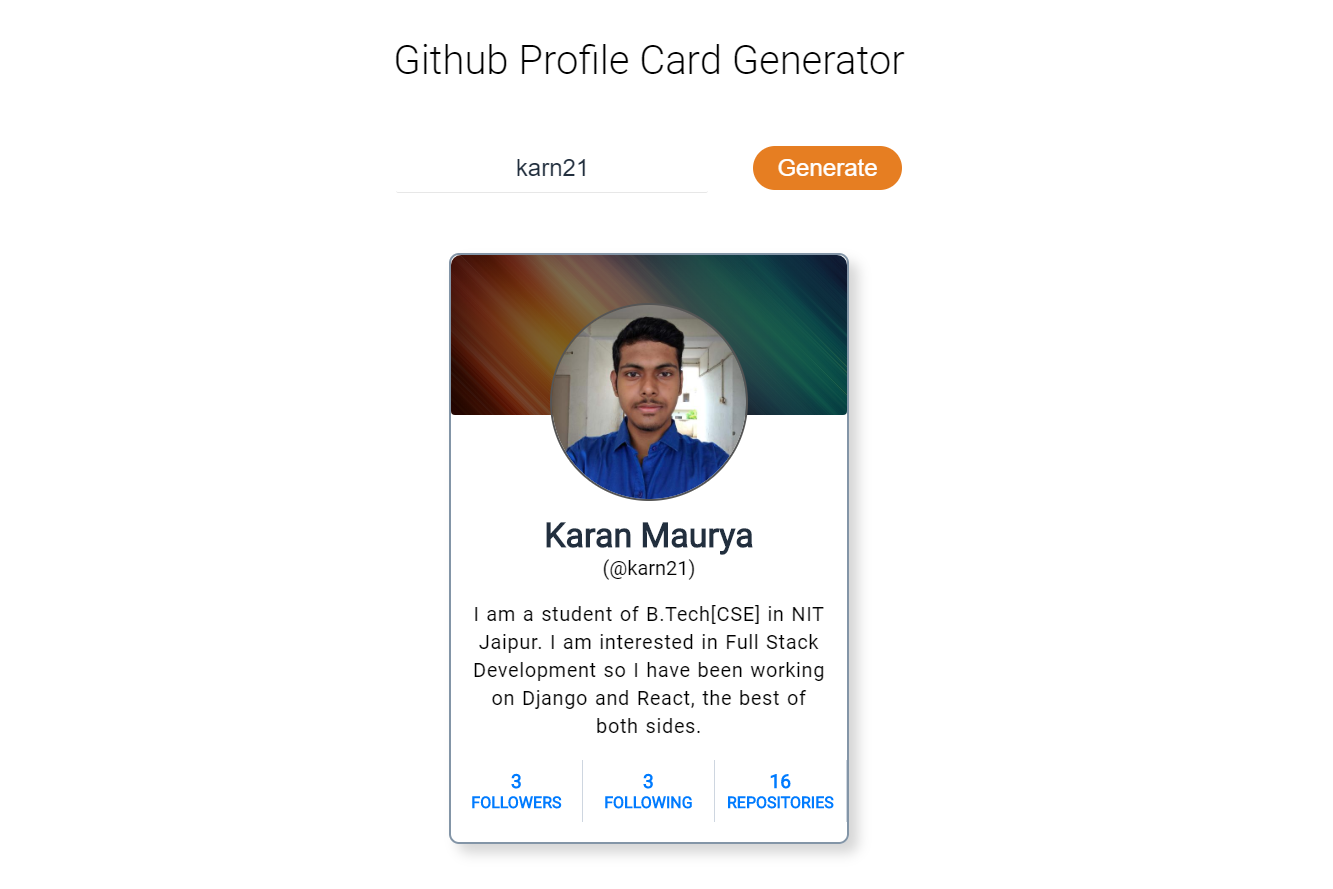 Github Profile Card Generator
karn21
Generate
Karan Maurya
(@karn21)
I am a student of B.Tech[CSE] in NIT
Jaipur. I am interested in Full Stack
Development so I have been working
on Django and React, the best of
both sides.
3 3 16
FOLLOWERS FOLLOWING REPOSITORIES